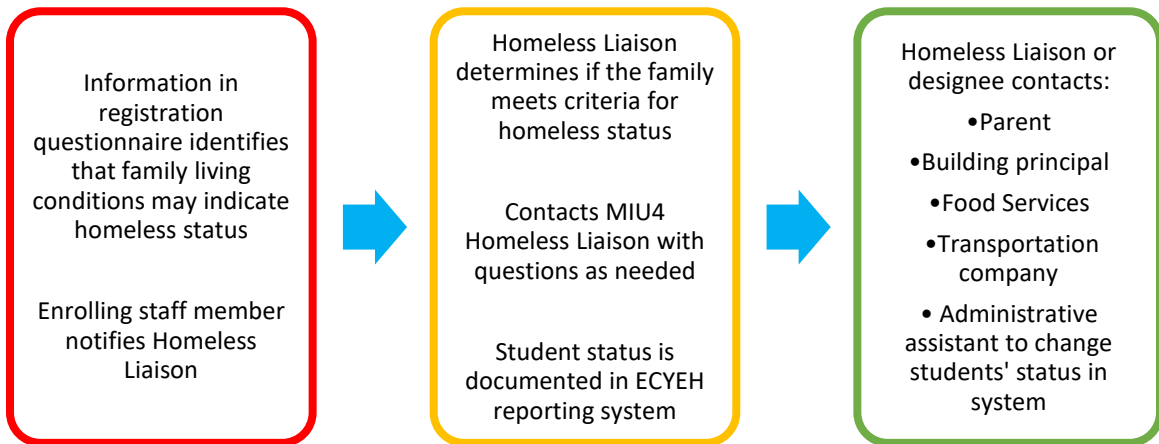 Information in
registration
questionnaire identifies
that family living
conditions may indicate
homeless status
Enrolling staff member
notifies Homeless
Liaison
Homeless Liaison
determines if the family
meets criteria for
homeless status
Contacts MIU4
Homeless Liaison with
questions as needed
Student status is
documented in ECYEH
reporting system
Homeless Liaison or
designee contacts:
•Parent
•Building principal
•Food Services
•Transportation
company
• Administrative
assistant to change
students' status in
system